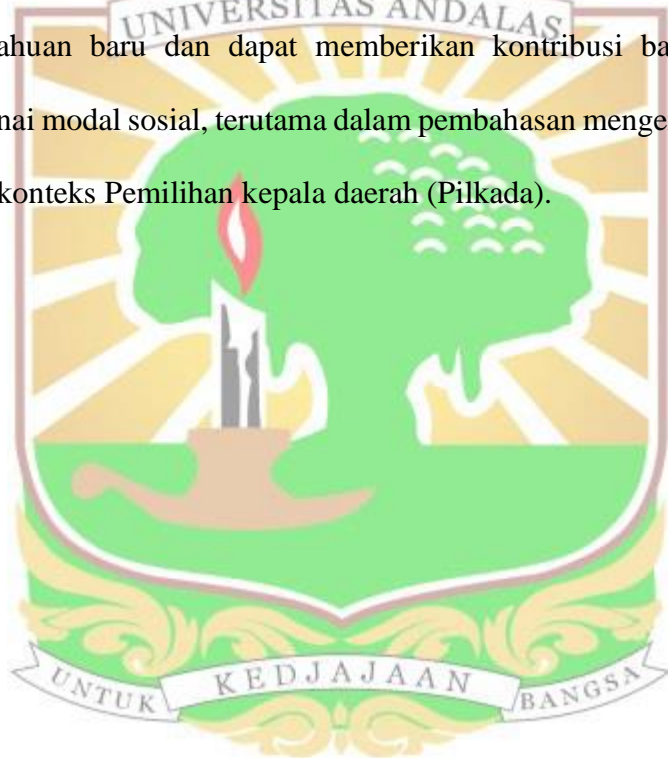 UNIVERSITAS ANDALAS
ahuan baru dan dapat memberikan kontribusi ba
nai modal sosial, terutama dalam pembahasan menge
konteks Pemilihan kepala daerah (Pilkada).
UNTUK KEDJAJAAN BANGSA